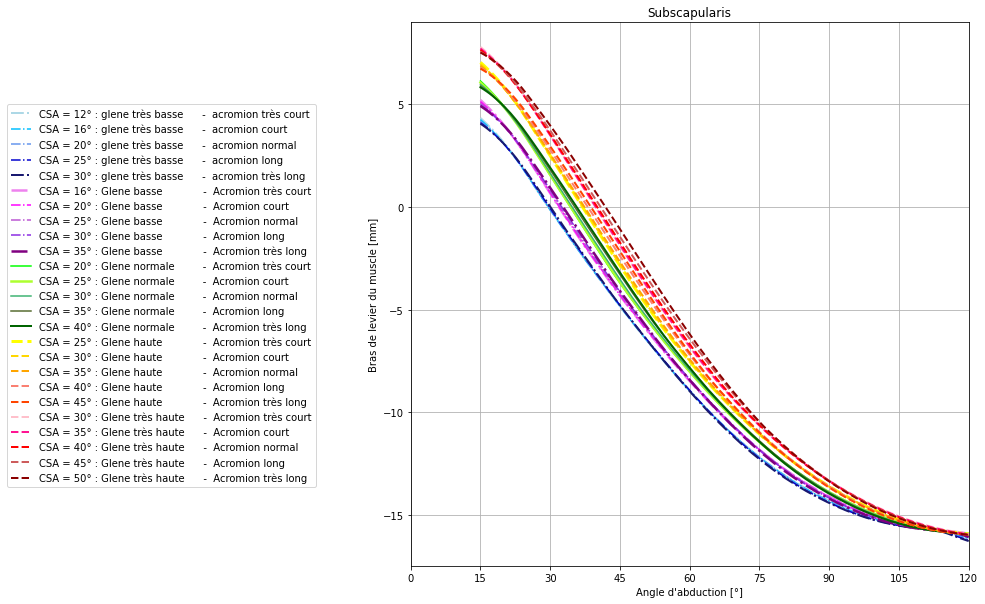 Subscapularis
CSA = 12° : glene très basse - acromion très court
CSA = 16° : glene très basse - acromion court
CSA = 20° : glene très basse - acromion normal
CSA = 25° : glene très basse - acromion long
CSA = 30° : glene très basse - acromion très long
CSA = 16° : Glene basse - Acromion très court
CSA = 20° : Glene basse - Acromion court
CSA = 25° : Glene basse - Acromion normal
CSA = 30° : Glene basse - Acromion long
CSA = 35° : Glene basse - Acromion très long
CSA = 20° : Glene normale - Acromion très court
CSA = 25° : Glene normale - Acromion court
CSA = 30° : Glene normale - Acromion normal
CSA = 35° : Glene normale - Acromion long
CSA = 40° : Glene normale - Acromion très long
CSA = 25° : Glene haute - Acromion très court
CSA = 30° : Glene haute - Acromion court
CSA = 35° : Glene haute - Acromion normal
CSA = 40° : Glene haute - Acromion long
CSA = 45° : Glene haute - Acromion très long
CSA = 30° : Glene très haute - Acromion très court
CSA = 35° : Glene très haute - Acromion court
CSA = 40° : Glene très haute - Acromion normal
CSA = 45° : Glene très haute - Acromion long
CSA = 50° : Glene très haute - Acromion très long
Bras de levier du muscle [mm]
5
0
−5
−10
−15
0 15 30 45 60 75 90 105 120
Angle d'abduction [°]